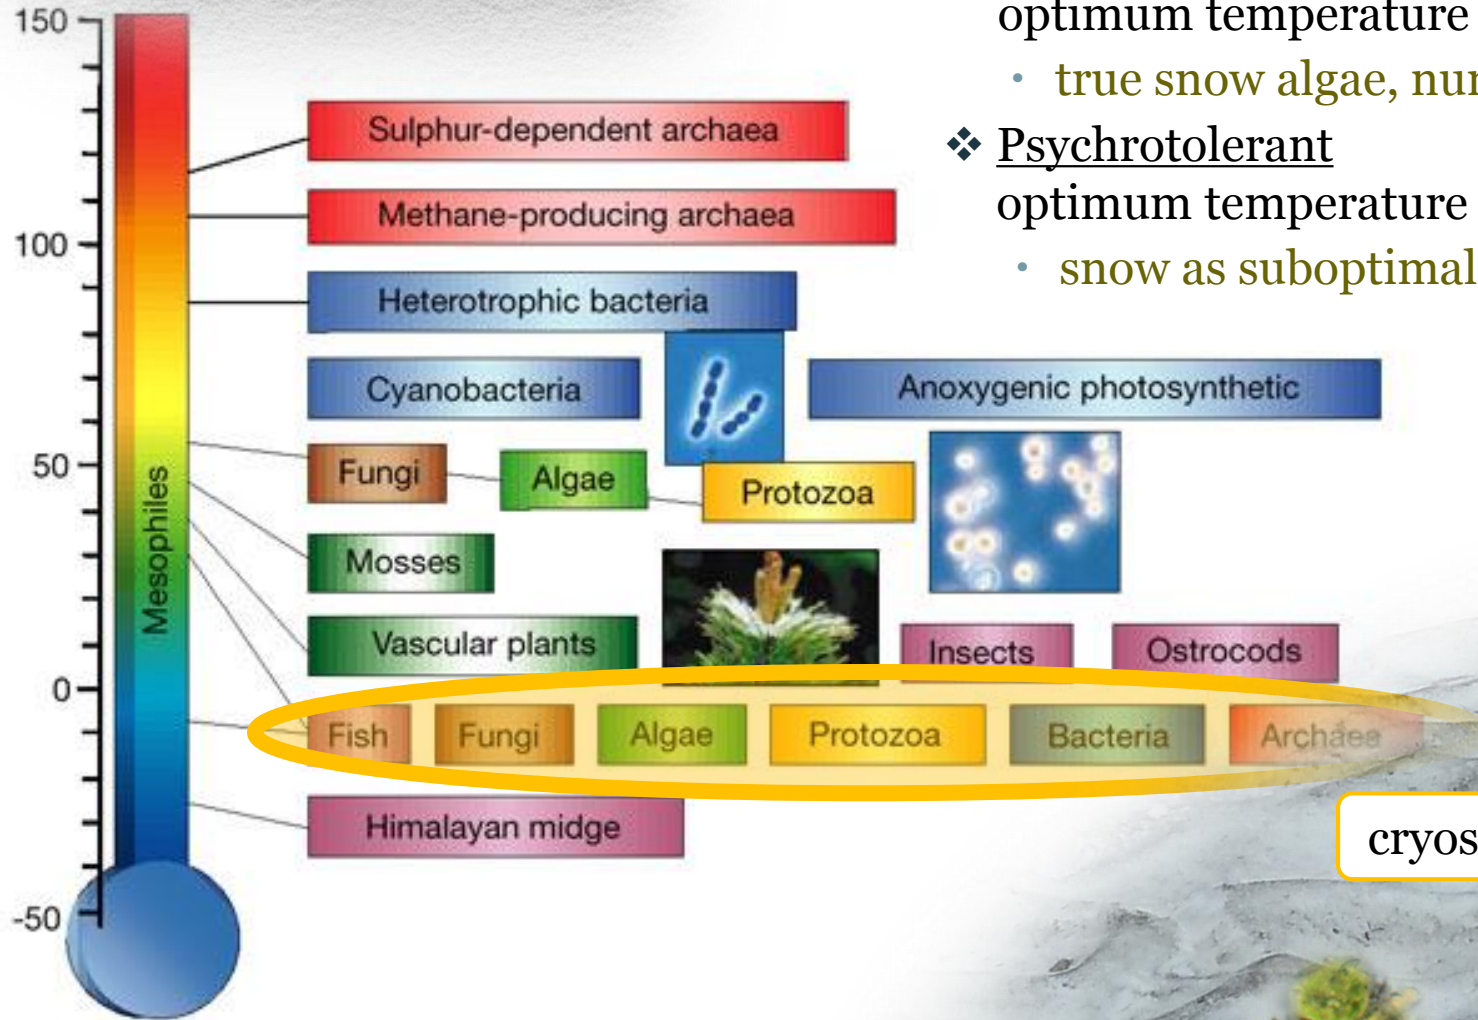 optimum temperature
• true snow algae,
❖ Psychrotolerant
optimum temperature
• snow as suboptimal
150
100
50
0
-50
Mesophiles
Sulphur-dependent archaea
Methane-producing archaea
Heterotrophic bacteria
Cyanobacteria
Anoxygenic photosynthetic
Fungi
Algae
Protozoa
Mosses
Vascular plants
Insects
Ostrocods
Fish
Fungi
Algae
Protozoa
Bacteria
Archaea
Himalayan midge